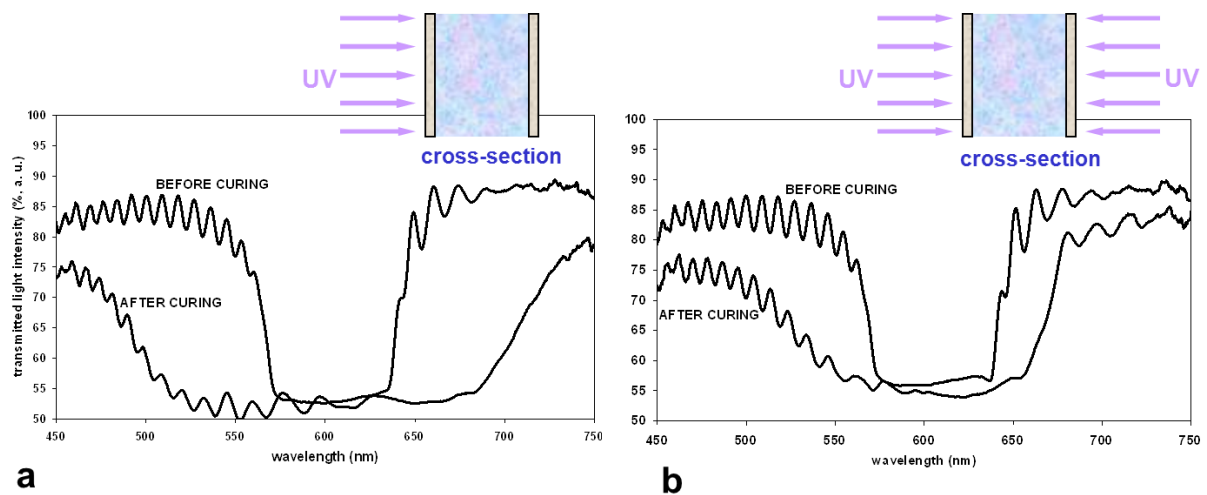 UV
cross-section
100
95
90
85
80
75
70
65
60
55
50
transmitted light intensity (%. a. u.)
BEFORE CURING
AFTER CURING
450 500 550 600 650 700 750
wavelength (nm)
a
UV
UV
cross-section
100
95
90
85
80
75
70
65
60
55
50
BEFORE CURING
AFTER CURING
450 500 550 600 650 700 750
wavelength (nm)
b